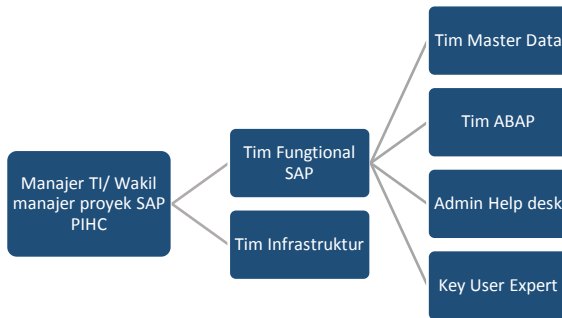 Manajer TI/ Wakil
manajer proyek SAP
PIHC
Tim Fungtional
SAP
Tim Infrastruktur
Tim Master Data
Tim ABAP
Admin Help desk
Key User Expert